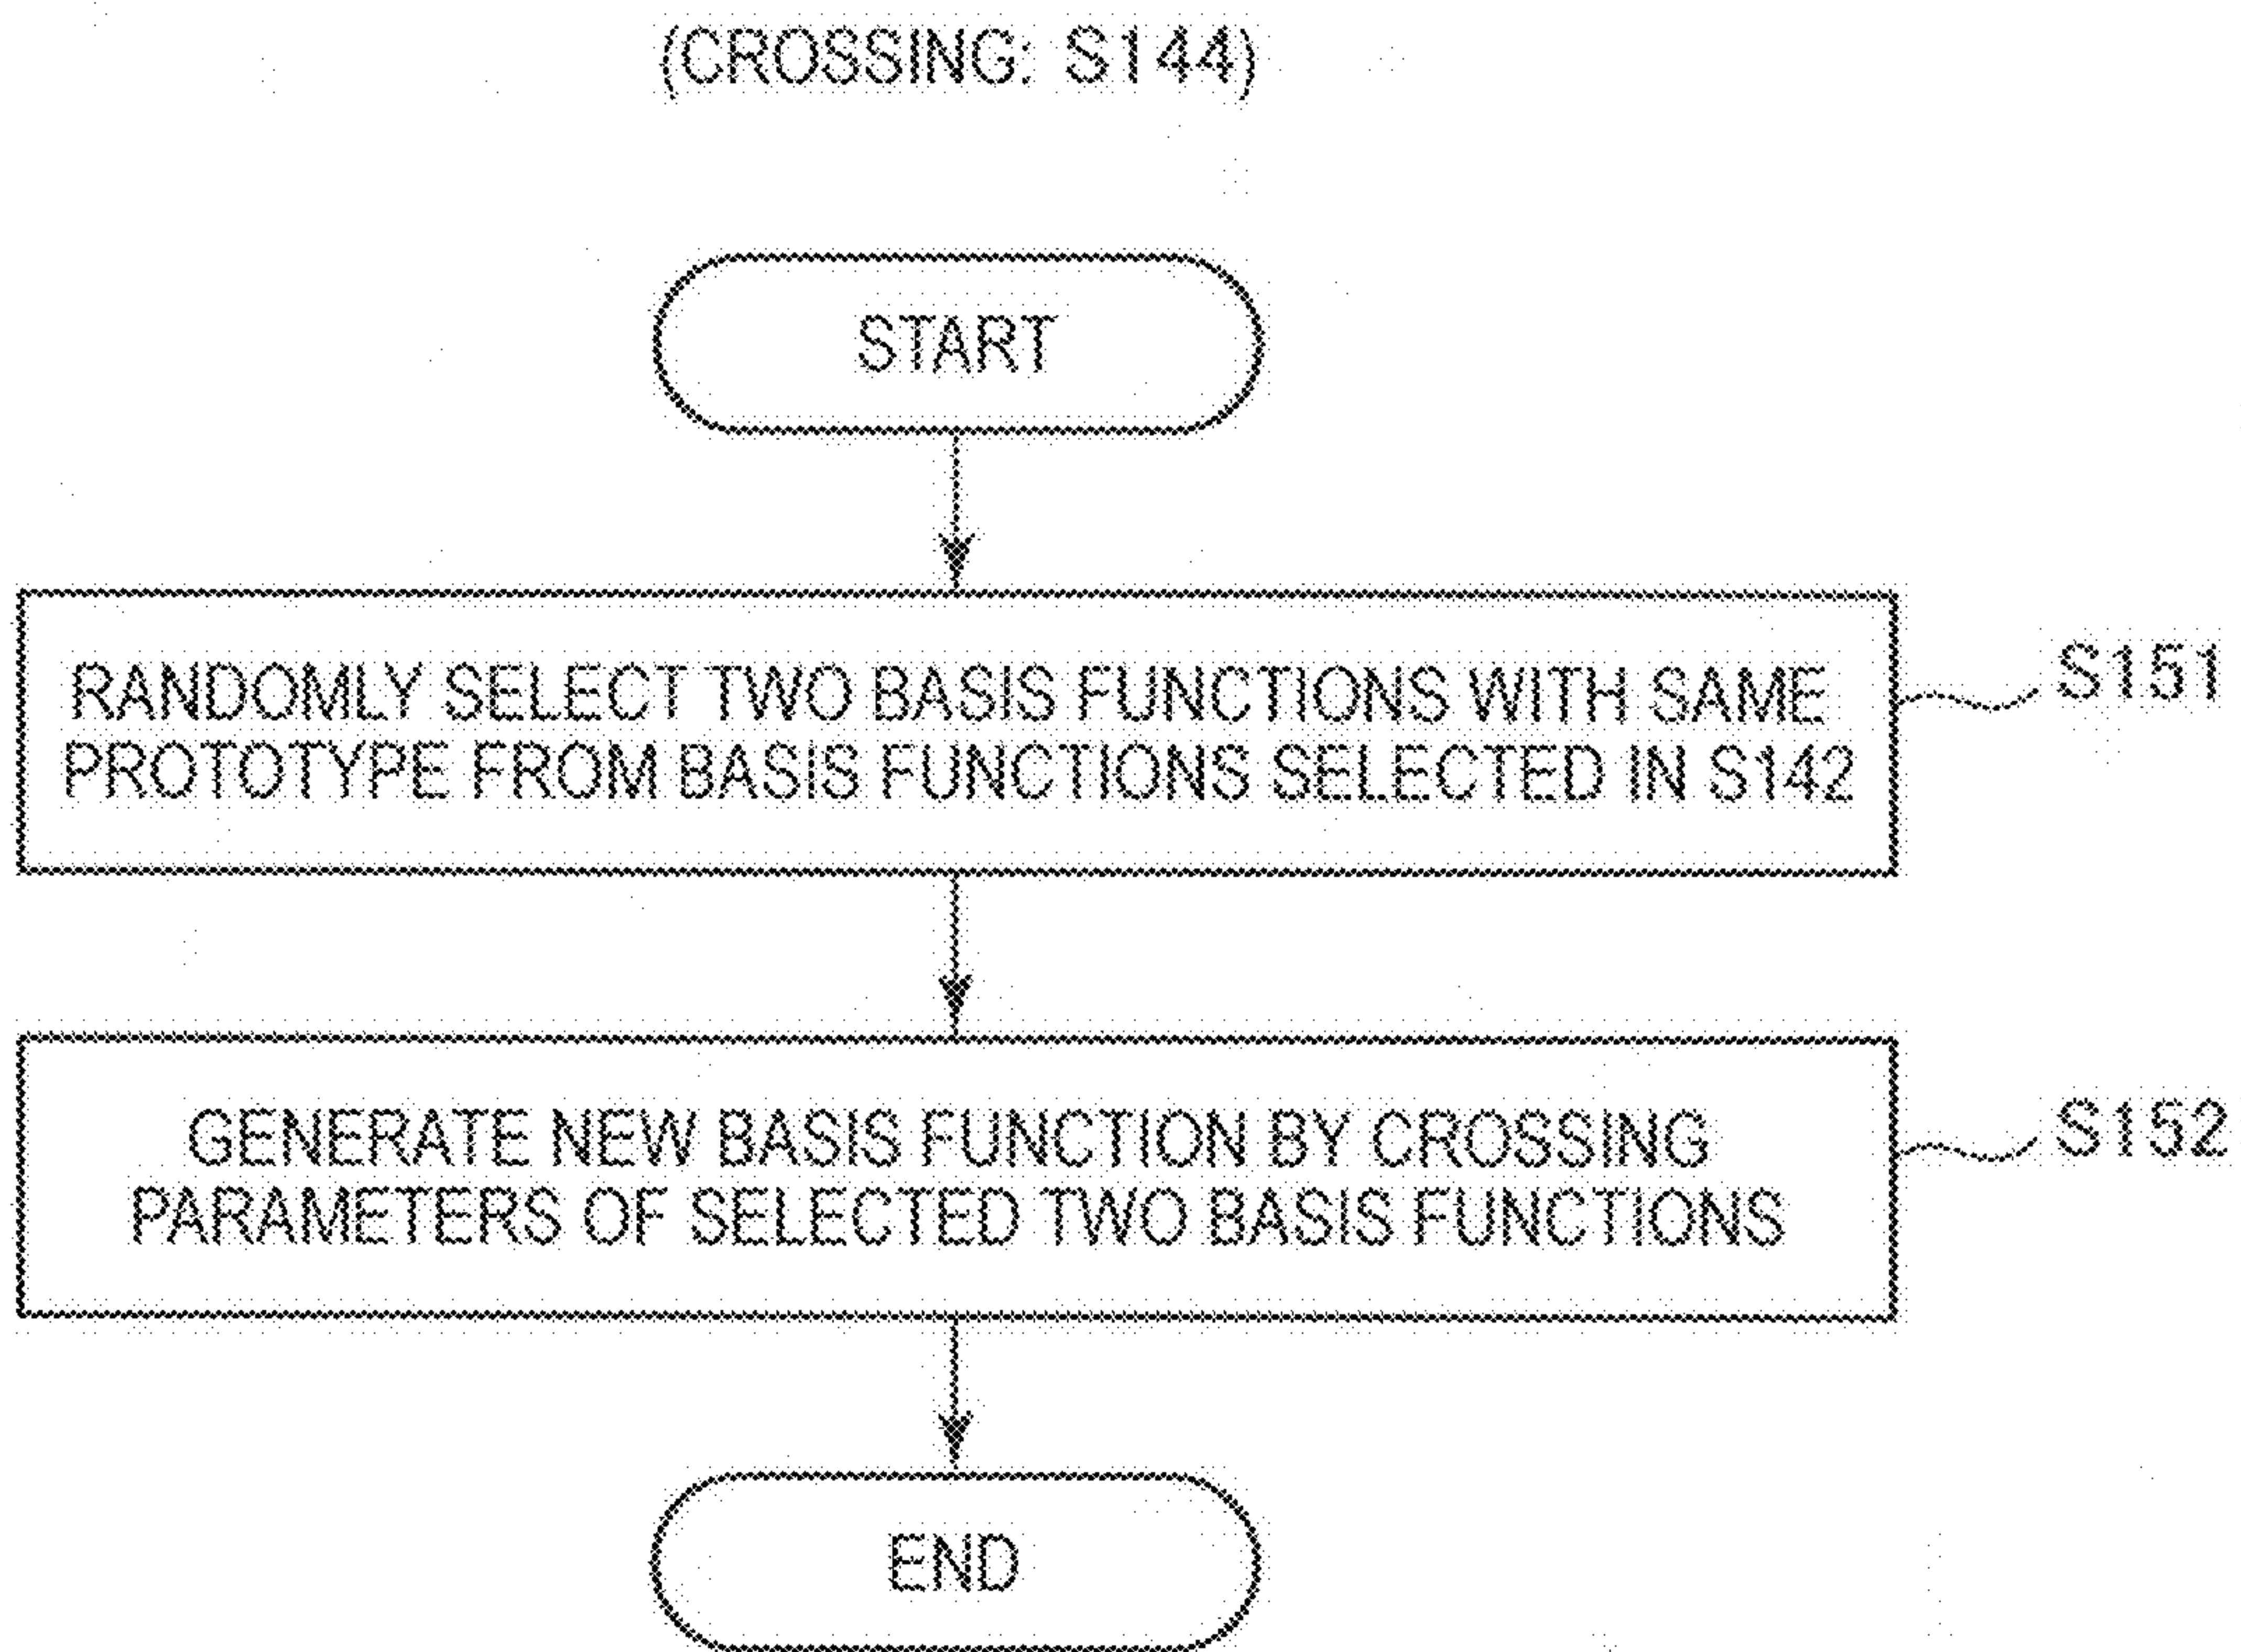 (CROSSING: S144)
START
RANDOMLY SELECT TWO BASIS FUNCTIONS WITH SAME
PROTOTYPE FROM BASIS FUNCTIONS SELECTED IN S142
S151
GENERATE NEW BASIS FUNCTION BY CROSSING
PARAMETERS OF SELECTED TWO BASIS FUNCTIONS
S152
END